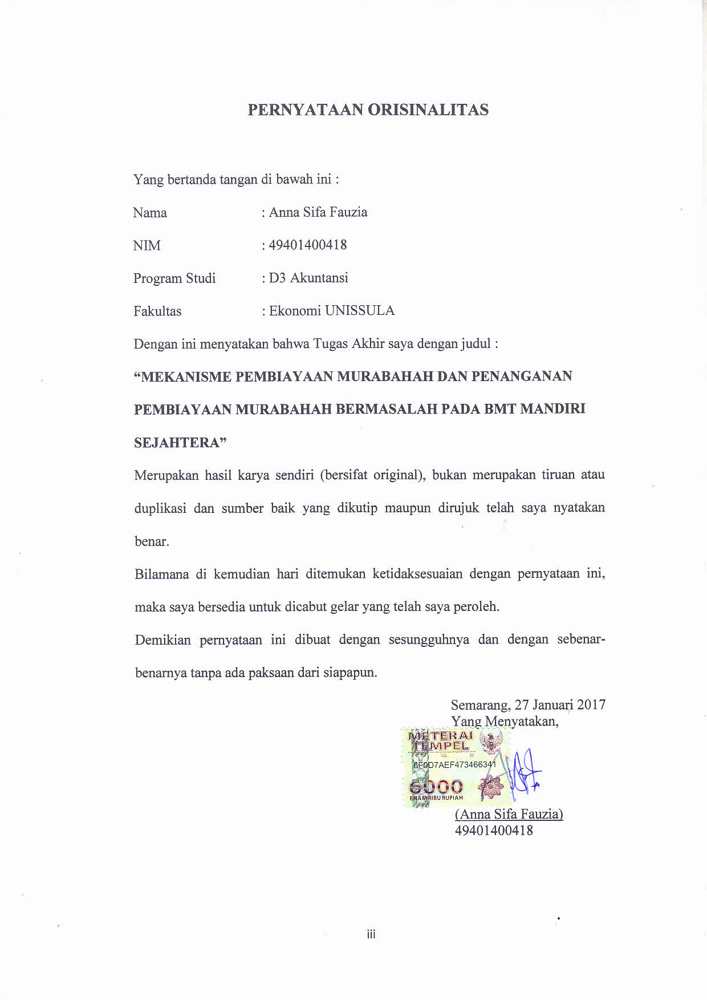 PERNYATAAN ORISINALITAS
Yang bertanda tangan di bawah ini :
Nama : Anna Sifa Fauzia
NIM : 49401400418
Program Studi : D3 Akuntansi
Fakultas : Ekonomi UNISSULA
Dengan ini menyatakan bahwa Tugas Akhir saya dengan judul :
“MEKANISME PEMBIAYAAN MURABAHAH DAN PENANGANAN
PEMBIAYAAN MURABAHAH BERMASALAH PADA BMT MANDIRI
SEJAHTERA”
Merupakan hasil karya sendiri (bersifat original), bukan merupakan tiruan atau
duplikasi dan sumber baik yang dikutip maupun dirujuk telah saya nyatakan
benar.
Bilamana di kemudian hari ditemukan ketidaksesuaian dengan pernyataan ini,
maka saya bersedia untuk dicabut gelar yang telah saya peroleh.
Demikian pernyataan ini dibuat dengan sesungguhnya dan dengan sebenar-
benarnya tanpa ada paksaan dari siapapun.
Semarang, 27 Januari 2017
Yang Menyatakan,
METERAI
TEMPEL
TGL 20
6E0D7AEF473466341
6000
ENAM RIBU RUPIAH
(Anna Sifa Fauzia)
49401400418
iii